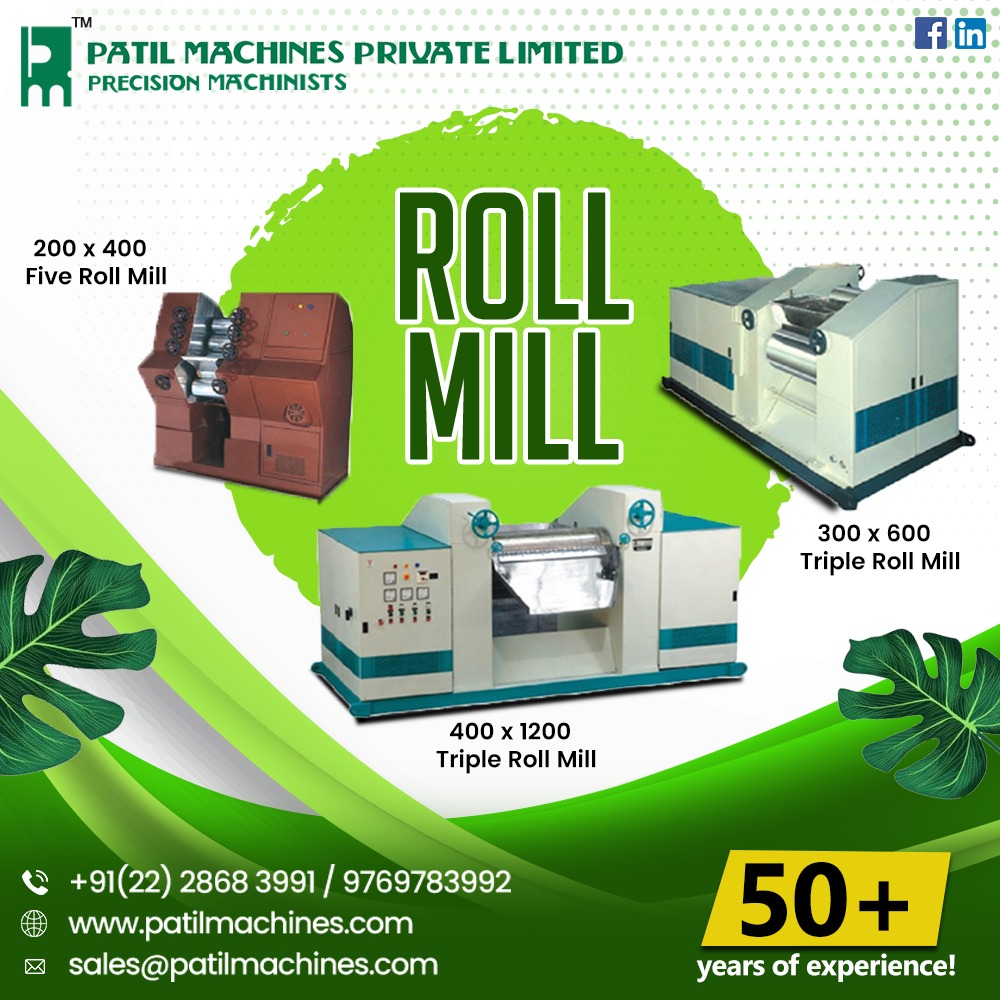 TM
PATIL MACHINES PRIVATE LIMITED
PRECISION MACHINISTS
ROLL
MILL
200 x 400
Five Roll Mill
300 x 600
Triple Roll Mill
400 x 1200
Triple Roll Mill
+91(22) 2868 3991 / 9769783992
www.patilmachines.com
sales@patilmachines.com
50+
years of experience!